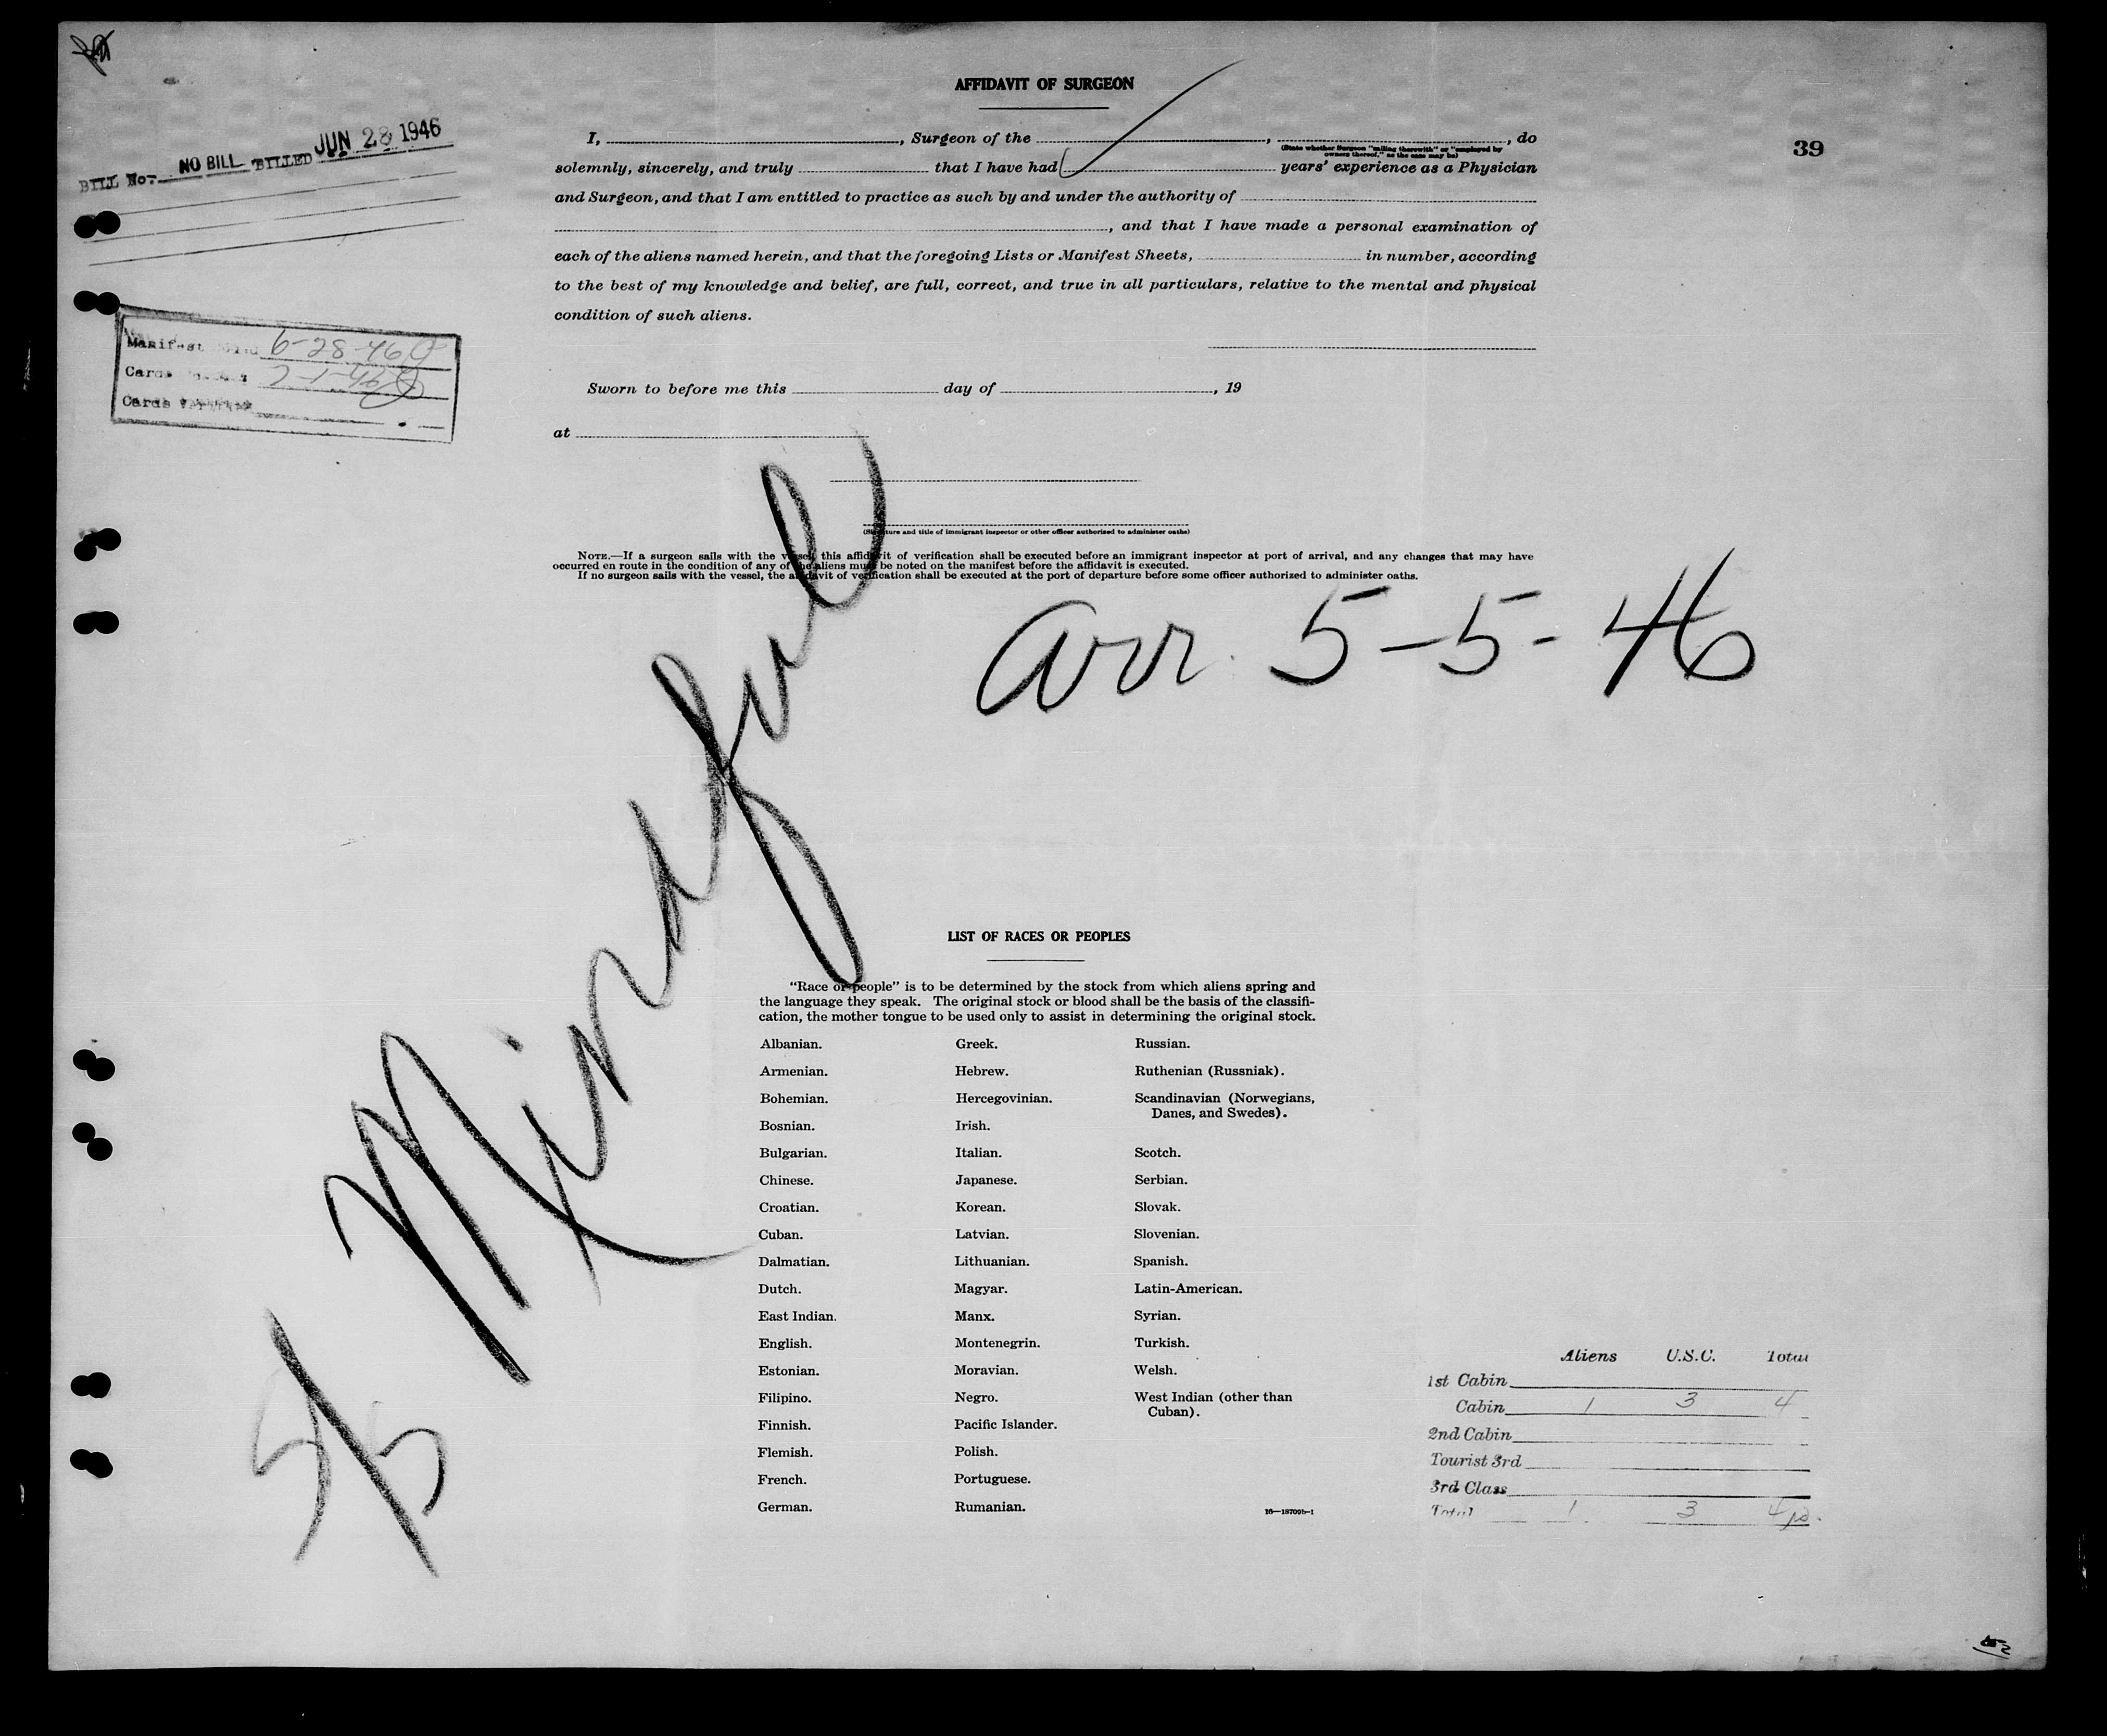 AFFIDAVIT OF SURGEON
I, , Surgeon of the , , do
(State whether Surgeon "sailing therewith" or "employed by
owners thereof," as the case may be)
39
solemnly, sincerely, and truly that I have had years' experience as a Physician
and Surgeon, and that I am entitled to practice as such by and under the authority of
, and that I have made a personal examination of
each of the aliens named herein, and that the foregoing Lists or Manifest Sheets, in number, according
to the best of my knowledge and belief, are full, correct, and true in all particulars, relative to the mental and physical
condition of such aliens.
Sworn to before me this day of , 19
at
(Signature and title of immigrant inspector or other officer authorized to administer oaths)
NOTE.—If a surgeon sails with the vessel, this affidavit of verification shall be executed before an immigrant inspector at port of arrival, and any changes that may have
occurred en route in the condition of any of the aliens must be noted on the manifest before the affidavit is executed.
If no surgeon sails with the vessel, the affidavit of verification shall be executed at the port of departure before some officer authorized to administer oaths.
BILL No. NO BILL BILLED JUN 28 1946
Manifest 6-28-46
Cards 7-1-46
Cards Verified
arr. 5-5-46
S/S Mindful
LIST OF RACES OR PEOPLES
"Race or people" is to be determined by the stock from which aliens spring and
the language they speak. The original stock or blood shall be the basis of the classifi-
cation, the mother tongue to be used only to assist in determining the original stock.
Albanian. Greek. Russian.
Armenian. Hebrew. Ruthenian (Russniak).
Bohemian. Hercegovinian. Scandinavian (Norwegians,
Danes, and Swedes).
Bosnian. Irish.
Bulgarian. Italian. Scotch.
Chinese. Japanese. Serbian.
Croatian. Korean. Slovak.
Cuban. Latvian. Slovenian.
Dalmatian. Lithuanian. Spanish.
Dutch. Magyar. Latin-American.
East Indian. Manx. Syrian.
English. Montenegrin. Turkish.
Estonian. Moravian. Welsh.
Filipino. Negro. West Indian (other than
Cuban).
Finnish. Pacific Islander.
Flemish. Polish.
French. Portuguese.
German. Rumanian.
16—18709b-1
Aliens U.S.C. Total
1st Cabin
Cabin 1 3 4
2nd Cabin
Tourist 3rd
3rd Class
Total 1 3 4